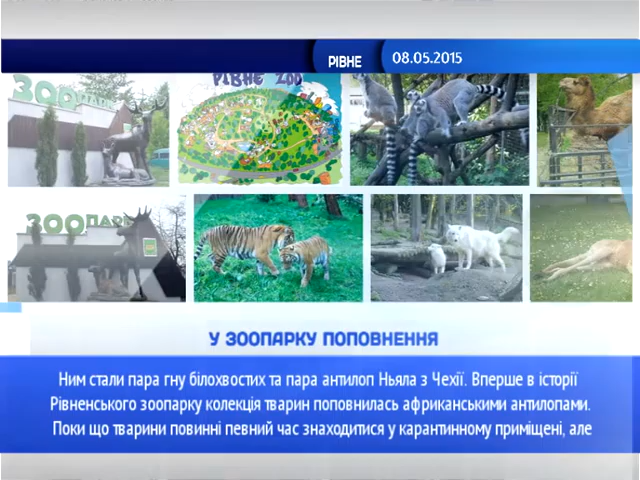 РІВНЕ 08.05.2015
ЗООПАРК
РІВНЕ ZOO
ЗООПАРК
У ЗООПАРКУ ПОПОВНЕННЯ
Ним стали пара гну білохвостих та пара антилоп Ньяла з Чехії. Вперше в історії
Рівненського зоопарку колекція тварин поповнилась африканськими антилопами.
Поки що тварини повинні певний час знаходитися у карантинному приміщені, але